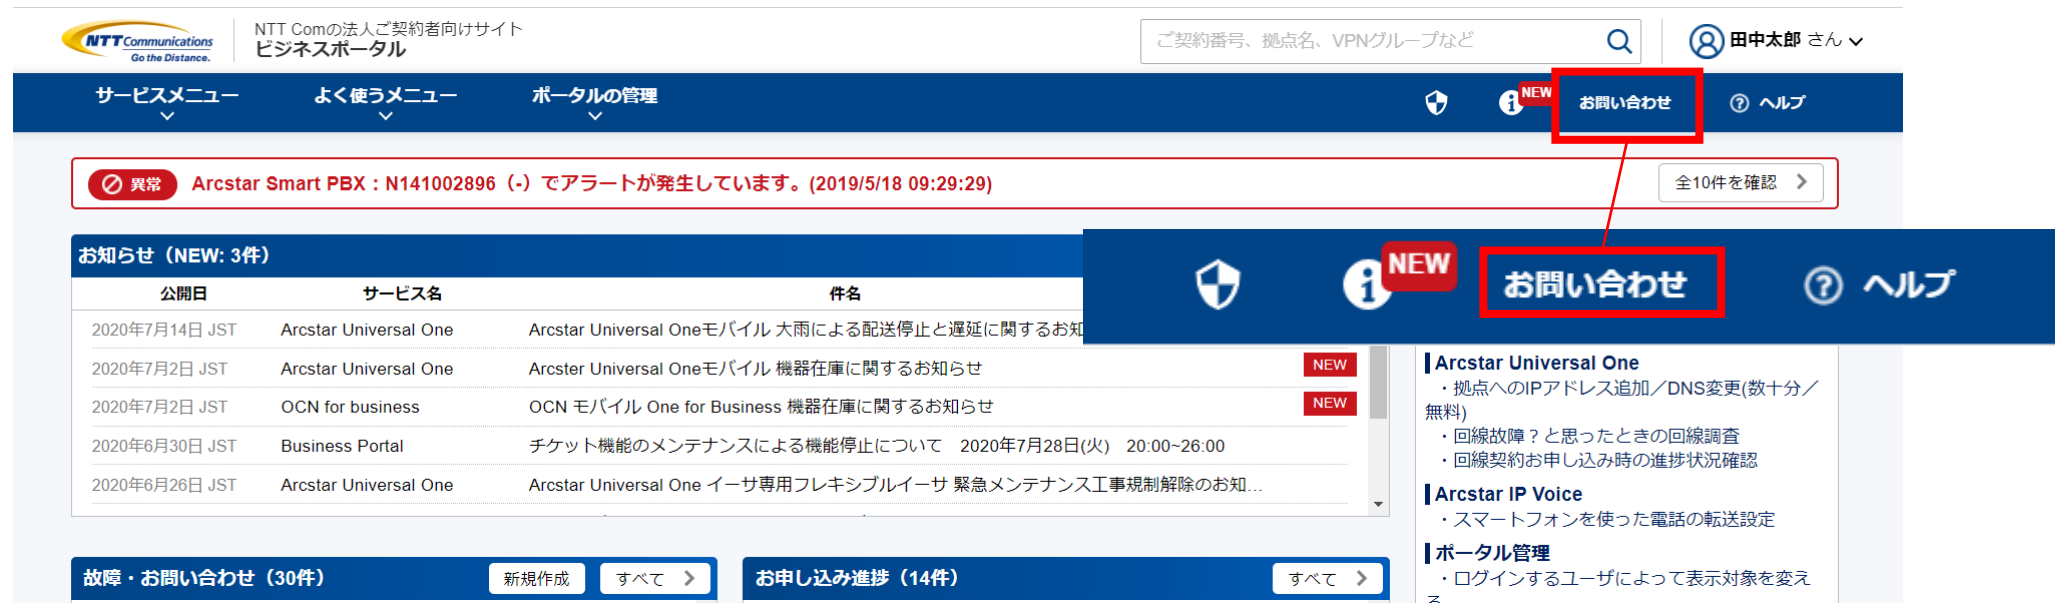 NTT Communications
Go the Distance.
NTT Comの法人ご契約者向けサイト
ビジネスポータル
ご契約番号、拠点名、VPNグループなど
田中太郎 さん
サービスメニュー
よく使うメニュー
ポータルの管理
NEW
お問い合わせ
ヘルプ
異常
Arcstar Smart PBX：N141002896（-）でアラートが発生しています。(2019/5/18 09:29:29)
全10件を確認
お知らせ（NEW: 3件）
NEW
お問い合わせ
ヘルプ
公開日 サービス名 件名
2020年7月14日 JST Arcstar Universal One Arcstar Universal Oneモバイル 大雨による配送停止と遅延に関するお知
2020年7月2日 JST Arcstar Universal One Arcster Universal Oneモバイル 機器在庫に関するお知らせ NEW
2020年7月2日 JST OCN for business OCN モバイル One for Business 機器在庫に関するお知らせ NEW
2020年6月30日 JST Business Portal チケット機能のメンテナンスによる機能停止について　2020年7月28日(火)　20:00~26:00
2020年6月26日 JST Arcstar Universal One Arcstar Universal One イーサ専用フレキシブルイーサ 緊急メンテナンス工事規制解除のお知...
Arcstar Universal One
・拠点へのIPアドレス追加／DNS変更(数十分／
無料)
・回線故障？と思ったときの回線調査
・回線契約お申し込み時の進捗状況確認
Arcstar IP Voice
・スマートフォンを使った電話の転送設定
ポータル管理
・ログインするユーザによって表示対象を変え
る
故障・お問い合わせ（30件）
新規作成
すべて
お申し込み進捗（14件）
すべて